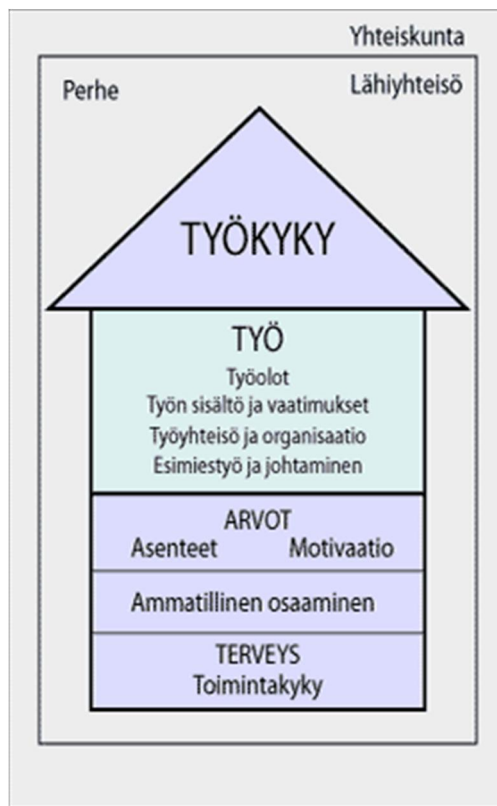 Yhteiskunta
Perhe
Lähiyhteisö
TYÖKYKY
TYÖ
Työolot
Työn sisältö ja vaatimukset
Työyhteisö ja organisaatio
Esimiestyö ja johtaminen
ARVOT
Asenteet Motivaatio
Ammatillinen osaaminen
TERVEYS
Toimintakyky